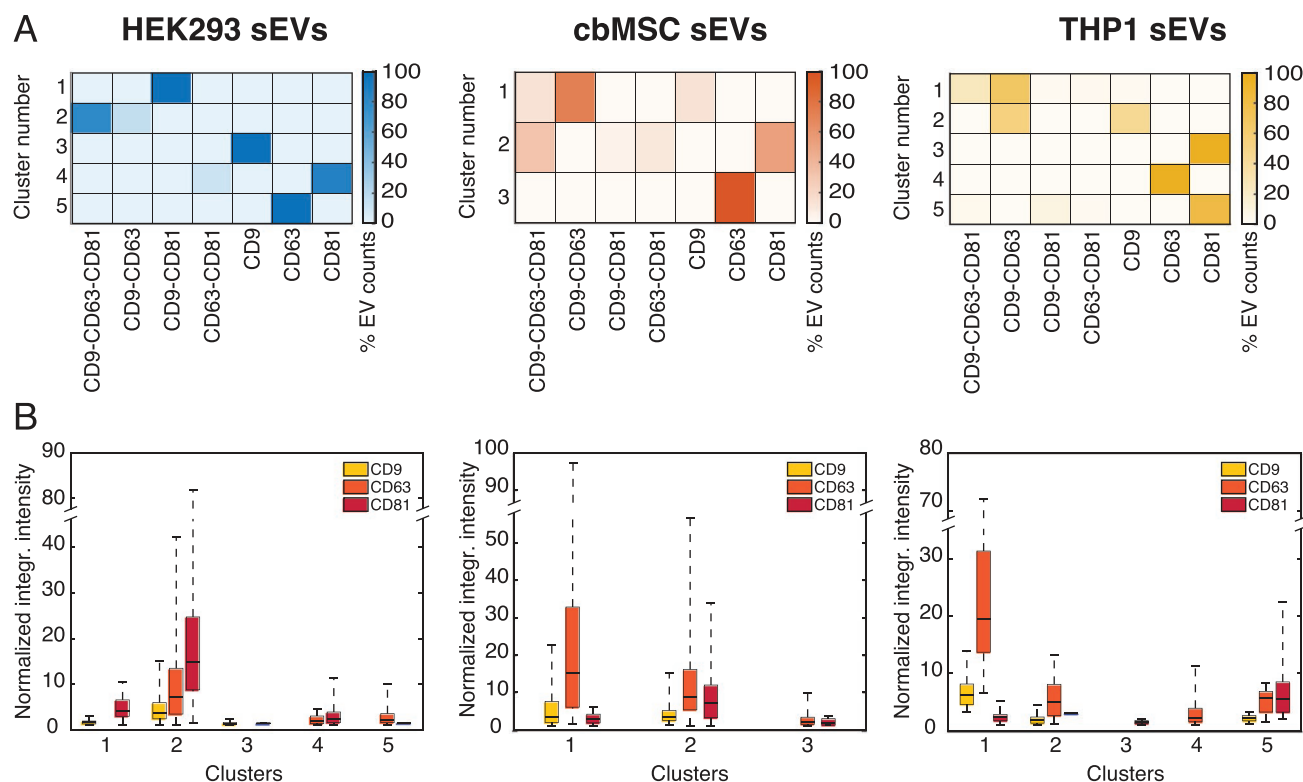 A
HEK293 sEVs
cbMSC sEVs
THP1 sEVs
Cluster number
1
2
3
4
5
100
80
60
40
20
0
CD9-CD63-CD81
CD9-CD63
CD9-CD81
CD63-CD81
CD9
CD63
CD81
% EV counts
Cluster number
1
2
3
100
80
60
40
20
0
CD9-CD63-CD81
CD9-CD63
CD9-CD81
CD63-CD81
CD9
CD63
CD81
% EV counts
Cluster number
1
2
3
4
5
100
80
60
40
20
0
CD9-CD63-CD81
CD9-CD63
CD9-CD81
CD63-CD81
CD9
CD63
CD81
% EV counts
B
Normalized integr. intensity
90
80
40
30
20
10
0
CD9
CD63
CD81
1 2 3 4 5
Clusters
Normalized integr. intensity
100
90
50
40
30
20
10
0
CD9
CD63
CD81
1 2 3
Clusters
Normalized integr. intensity
80
70
30
20
10
0
CD9
CD63
CD81
1 2 3 4 5
Clusters